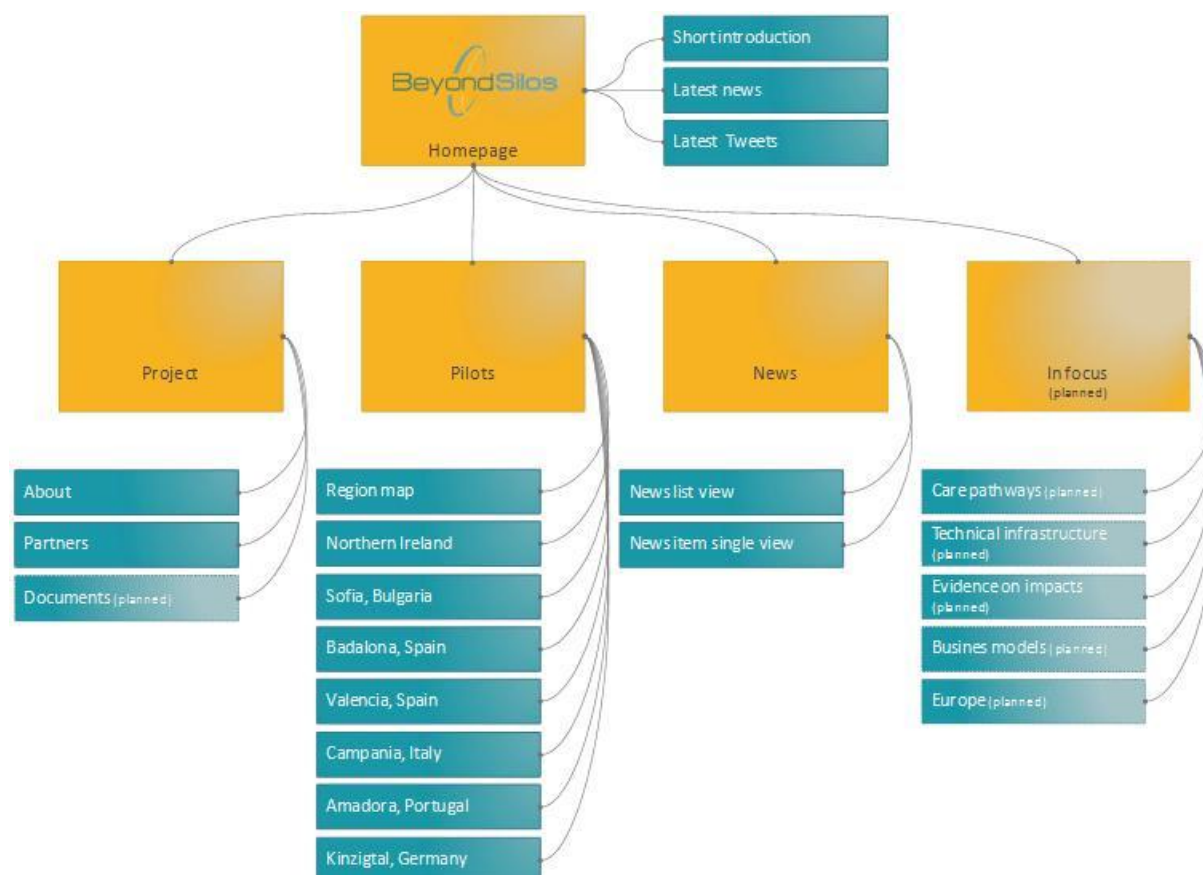 BeyondSilos
Homepage
Short introduction
Latest news
Latest Tweets
Project
About
Partners
Documents (planned)
Pilots
Region map
Northern Ireland
Sofia, Bulgaria
Badalona, Spain
Valencia, Spain
Campania, Italy
Amadora, Portugal
Kinzigtal, Germany
News
News list view
News item single view
In focus
(planned)
Care pathways (planned)
Technical infrastructure
(planned)
Evidence on impacts
(planned)
Busines models (planned)
Europe (planned)